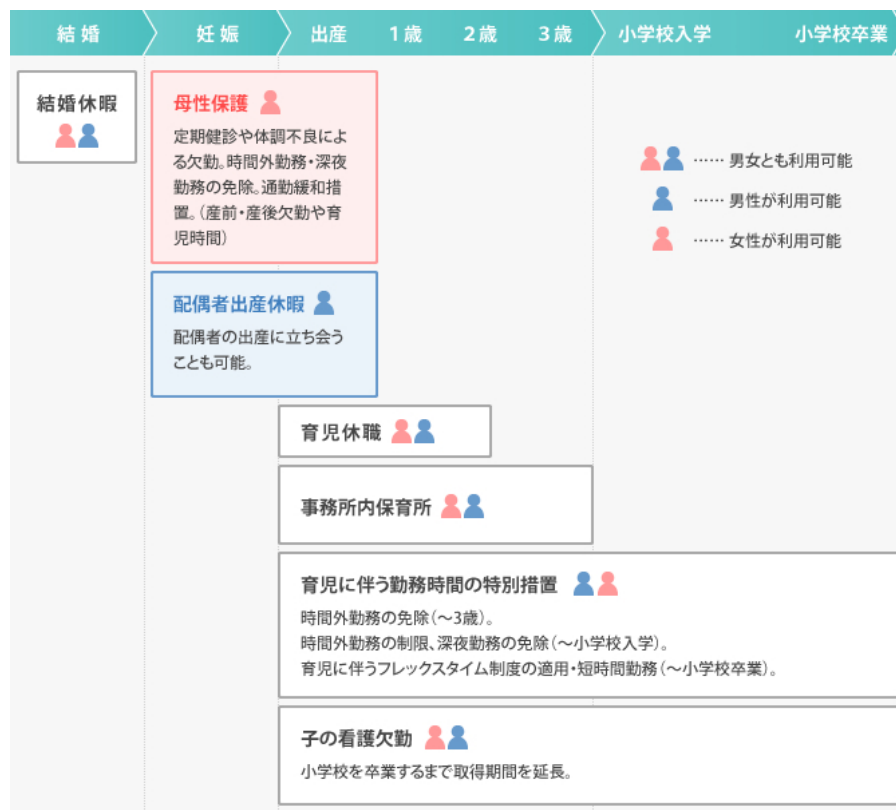 結婚 妊娠 出産 1歳 2歳 3歳 小学校入学 小学校卒業
結婚休暇
母性保護
定期健診や体調不良によ
る欠勤。時間外勤務・深夜
勤務の免除。通勤緩和措
置。(産前・産後欠勤や育
児時間)
…… 男女とも利用可能
…… 男性が利用可能
…… 女性が利用可能
配偶者出産休暇
配偶者の出産に立ち会う
ことも可能。
育児休職
事務所内保育所
育児に伴う勤務時間の特別措置
時間外勤務の免除(～3歳)。
時間外勤務の制限、深夜勤務の免除(～小学校入学)。
育児に伴うフレックスタイム制度の適用・短時間勤務(～小学校卒業)。
子の看護欠勤
小学校を卒業するまで取得期間を延長。